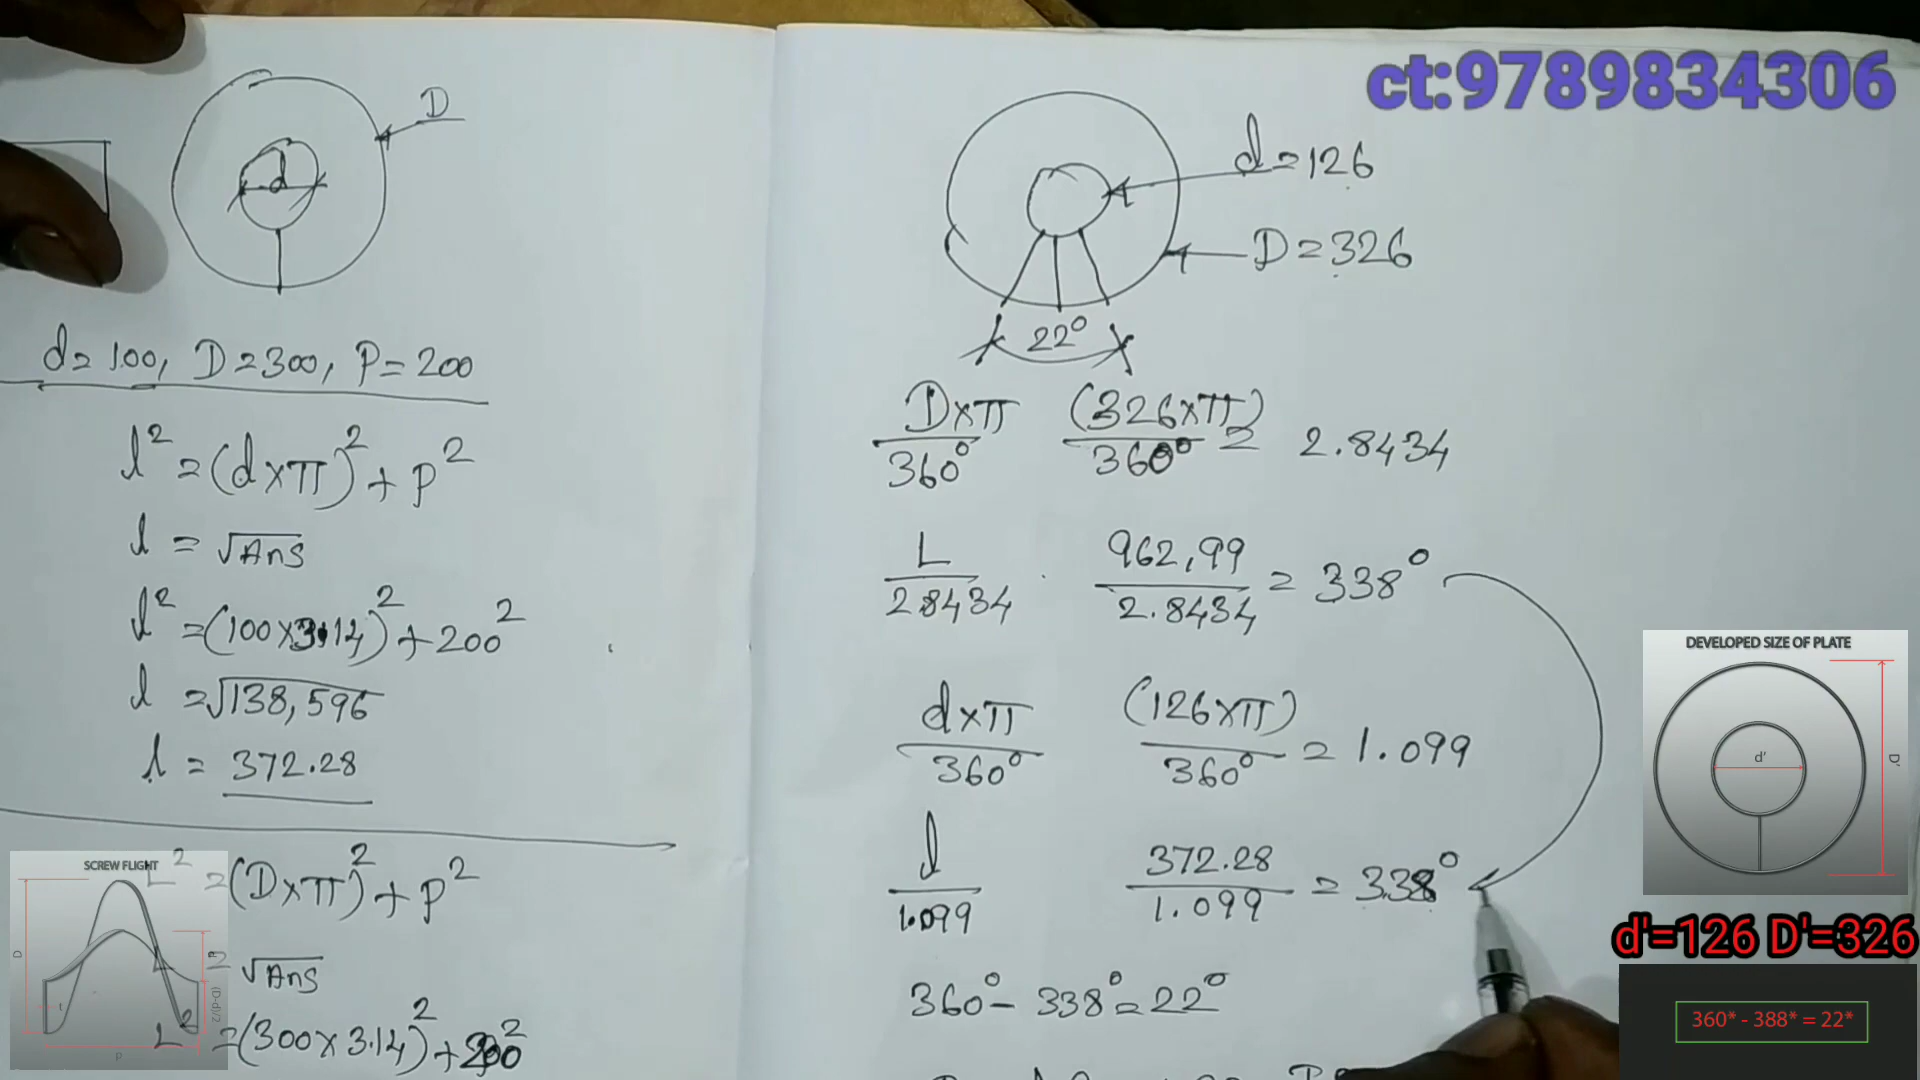 ct:9789834306
D
d
d=100, D=300, P=200
l² = (d×π)² + P²
l = √Ans
l² = (100×3.14)² + 200²
l = √138,596
l = 372.28
L² = (D×π)² + P²
L = √Ans
L² = (300×3.14)² + 200²
d=126
D=326
22°
D×π/360° (326×π)/360° = 2.8434
L/2.8434 962,99/2.8434 = 338°
d×π/360° (126×π)/360° = 1.099
l/1.099 372.28/1.099 = 338°
360° - 338° = 22°
SCREW FLIGHT
D
d
t
(D-d)/2
p
DEVELOPED SIZE OF PLATE
d'
D'
d'=126 D'=326
360* - 388* = 22*